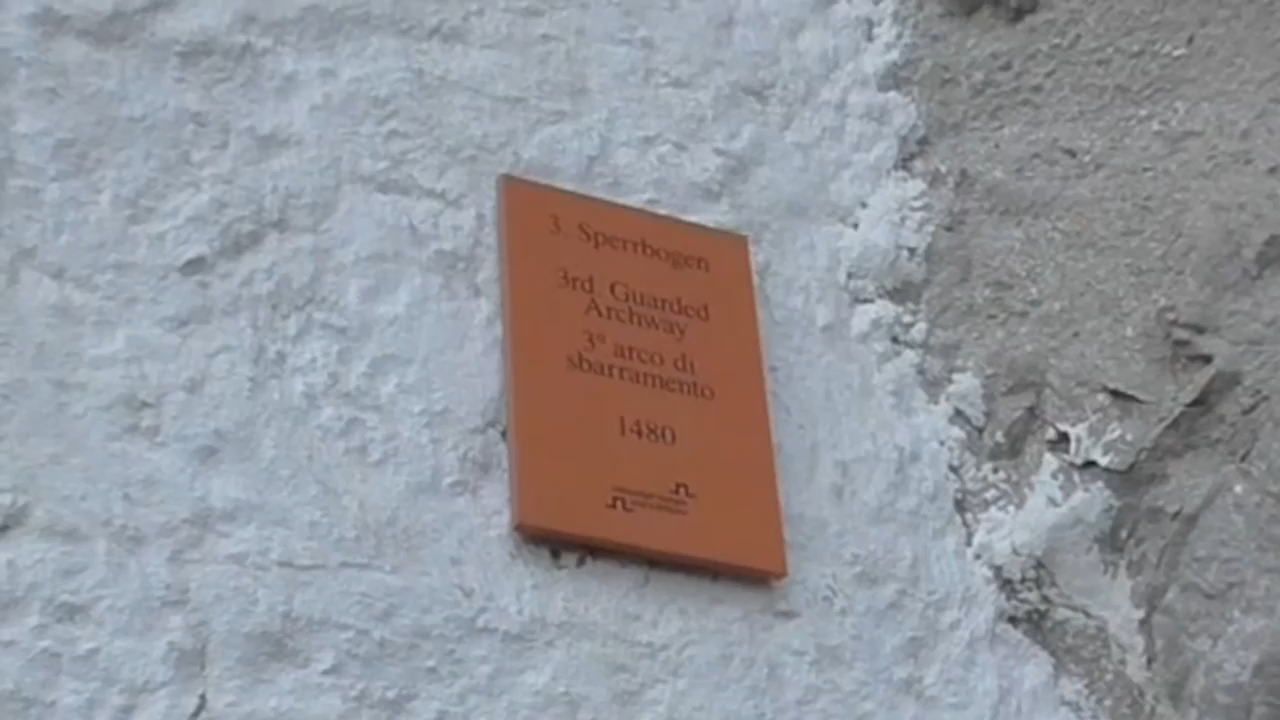 3. Sperrbogen
3rd Guarded
Archway
3° arco di
sbarramento
1480